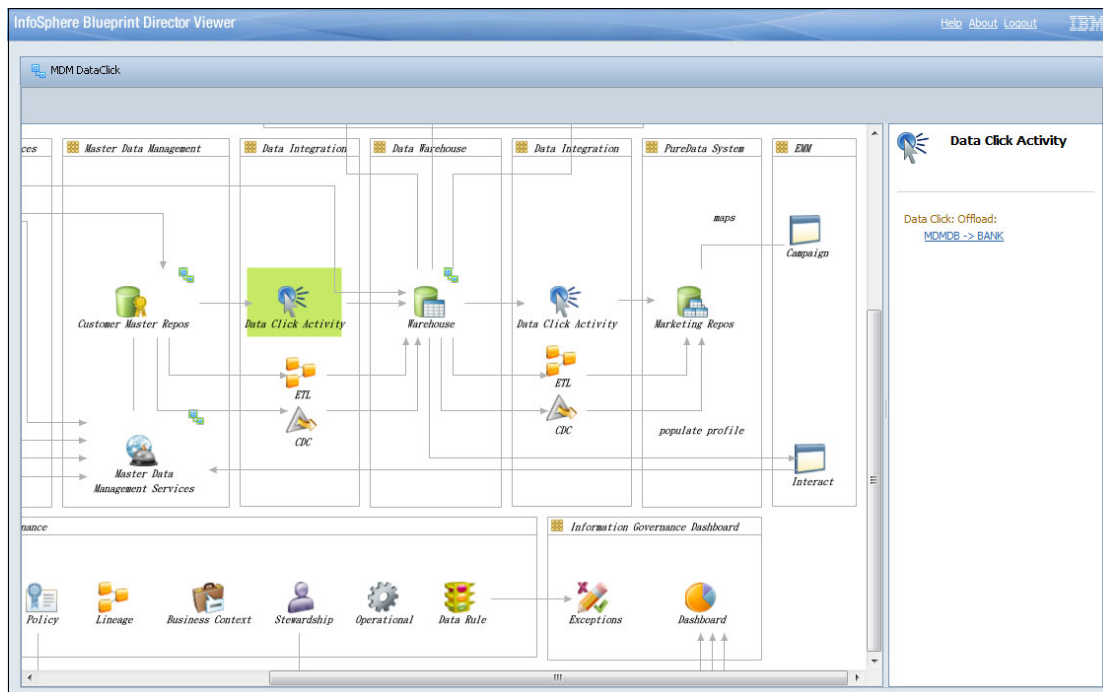 InfoSphere Blueprint Director Viewer
Help About Logout
IBM
MDM DataClick
ces
Master Data Management
Data Integration
Data Warehouse
Data Integration
PureData System
EMM
maps
Campaign
Customer Master Repos
Data Click Activity
Warehouse
Data Click Activity
Marketing Repos
ETL
ETL
CDC
CDC
populate profile
Master Data
Management Services
Interact
nance
Information Governance Dashboard
Policy
Lineage
Business Context
Stewardship
Operational
Data Rule
Exceptions
Dashboard
Data Click Activity
Data Click: Offload:
MDMDB -> BANK